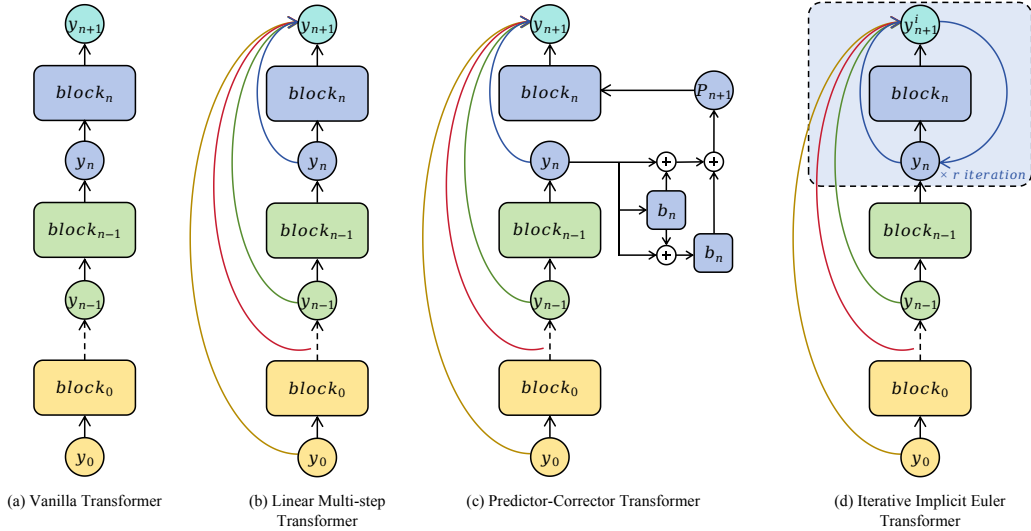 y_{n+1}
block_n
y_n
block_{n−1}
y_{n−1}
block_0
y_0
(a) Vanilla Transformer
y_{n+1}
block_n
y_n
block_{n−1}
y_{n−1}
block_0
y_0
(b) Linear Multi-step
Transformer
y_{n+1}
block_n
P_{n+1}
y_n
+
+
b_n
block_{n−1}
+
b_n
y_{n−1}
block_0
y_0
(c) Predictor-Corrector Transformer
y^i_{n+1}
block_n
y_n
× r iteration
block_{n−1}
y_{n−1}
block_0
y_0
(d) Iterative Implicit Euler
Transformer